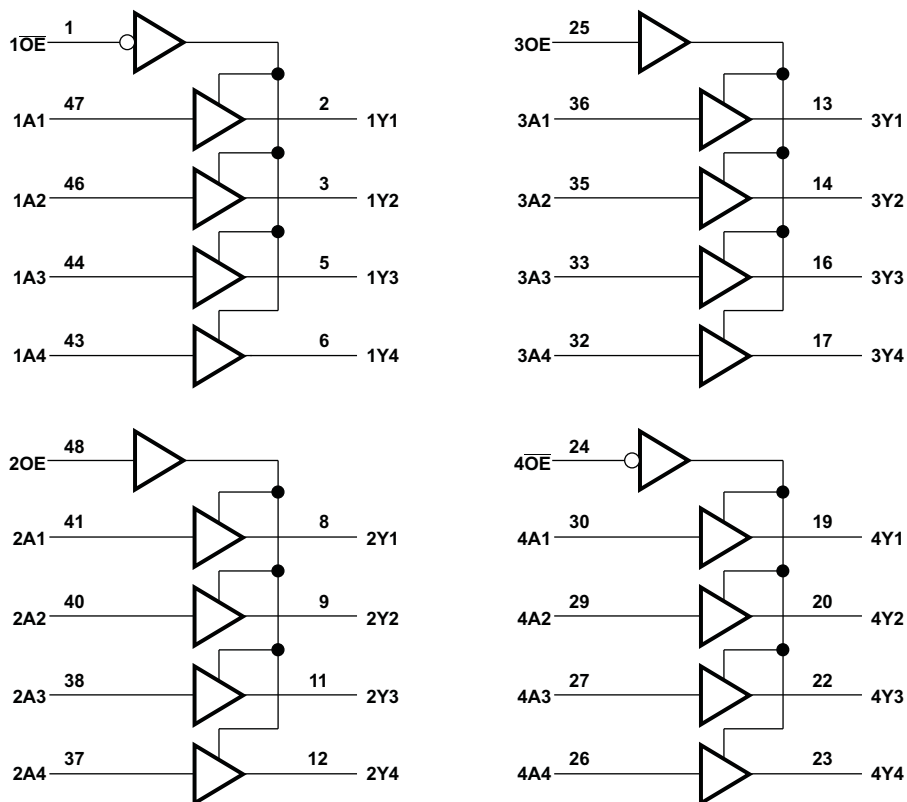 1O̅E̅ 1
1A1 47 2 1Y1
1A2 46 3 1Y2
1A3 44 5 1Y3
1A4 43 6 1Y4
3OE 25
3A1 36 13 3Y1
3A2 35 14 3Y2
3A3 33 16 3Y3
3A4 32 17 3Y4
2OE 48
2A1 41 8 2Y1
2A2 40 9 2Y2
2A3 38 11 2Y3
2A4 37 12 2Y4
4O̅E̅ 24
4A1 30 19 4Y1
4A2 29 20 4Y2
4A3 27 22 4Y3
4A4 26 23 4Y4